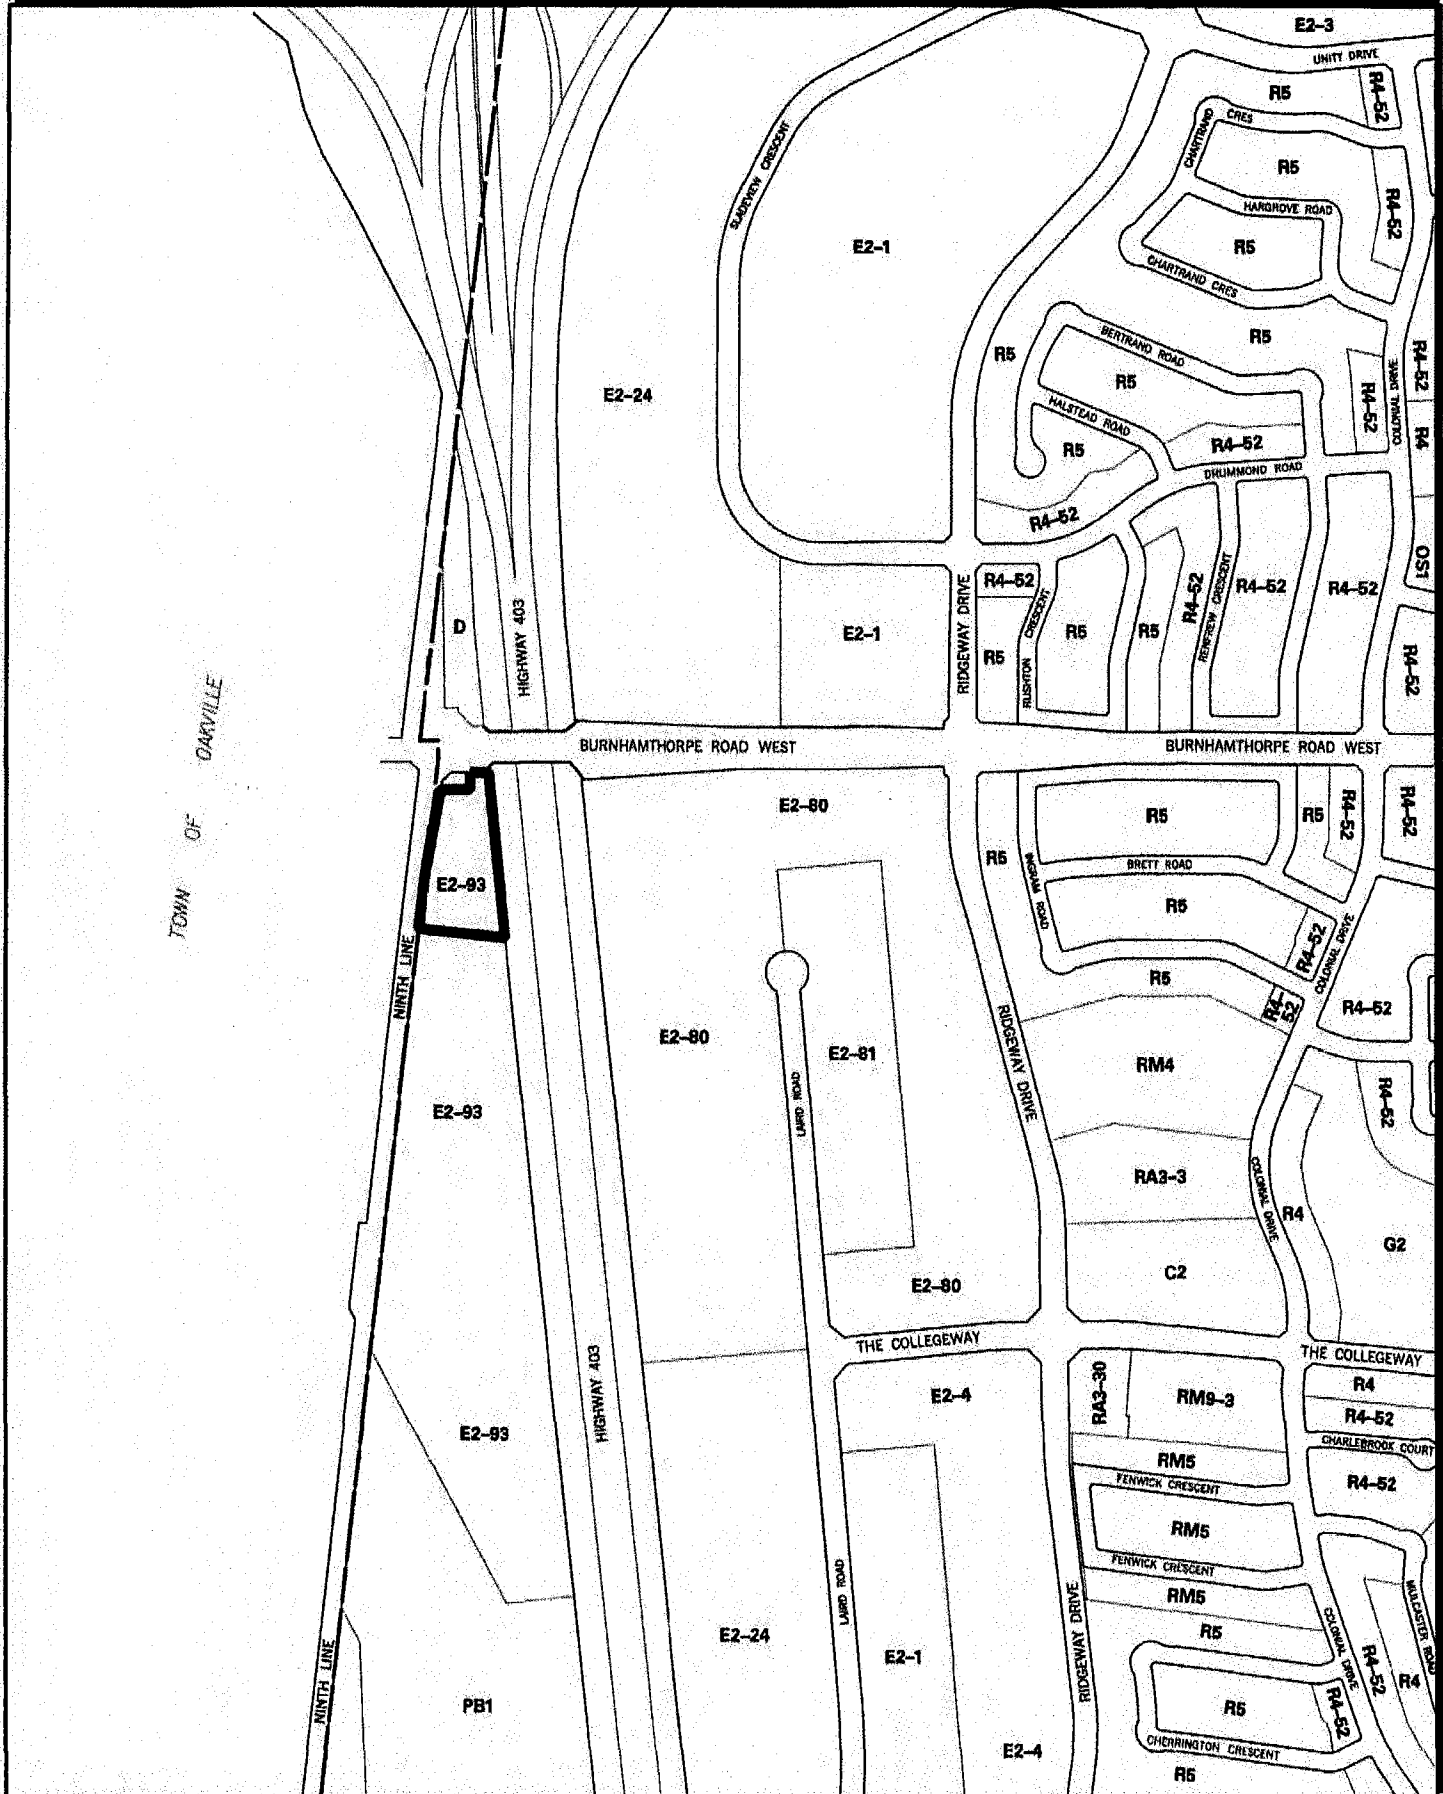 E2-3
UNITY DRIVE
R5
R4-52
CHARTRAND
CRES
SLADEVIEW CRESCENT
R5
R4-52
HARGROVE ROAD
E2-1
R5
CHARTRAND CRES
R5
BERTRAND ROAD
R5
R4-52
COLONIAL DRIVE
R4-52
R5
E2-24
HALSTEAD ROAD
R4
R5
R4-52
DRUMMOND ROAD
R4-52
OS1
R4-52
RIDGEWAY DRIVE
CRESCENT
RUSHTON
R4-52
RENFREW CRESCENT
R4-52
R4-52
D
HIGHWAY 403
E2-1
R5
R5
R5
R4-52
TOWN OF OAKVILLE
BURNHAMTHORPE ROAD WEST
BURNHAMTHORPE ROAD WEST
E2-80
R5
R5
R4-52
R4-52
R5
INGRAM ROAD
BRETT ROAD
E2-93
R5
R4-52
COLONIAL DRIVE
NINTH LINE
R5
R4-
52
R4-52
E2-80
E2-81
RIDGEWAY DRIVE
RM4
LAIRD ROAD
R4-52
E2-93
RA3-3
COLONIAL DRIVE
R4
G2
C2
E2-80
THE COLLEGEWAY
THE COLLEGEWAY
HIGHWAY 403
E2-4
RA3-30
RM9-3
R4
R4-52
E2-93
CHARLEBROOK COURT
RM5
FENWICK CRESCENT
R4-52
RM5
FENWICK CRESCENT
LAIRD ROAD
RM5
RIDGEWAY DRIVE
MULCASTER ROAD
E2-24
R5
COLONIAL DRIVE
E2-1
R4-52
R4
NINTH LINE
PB1
R5
R4-52
E2-4
CHERRINGTON CRESCENT
R5